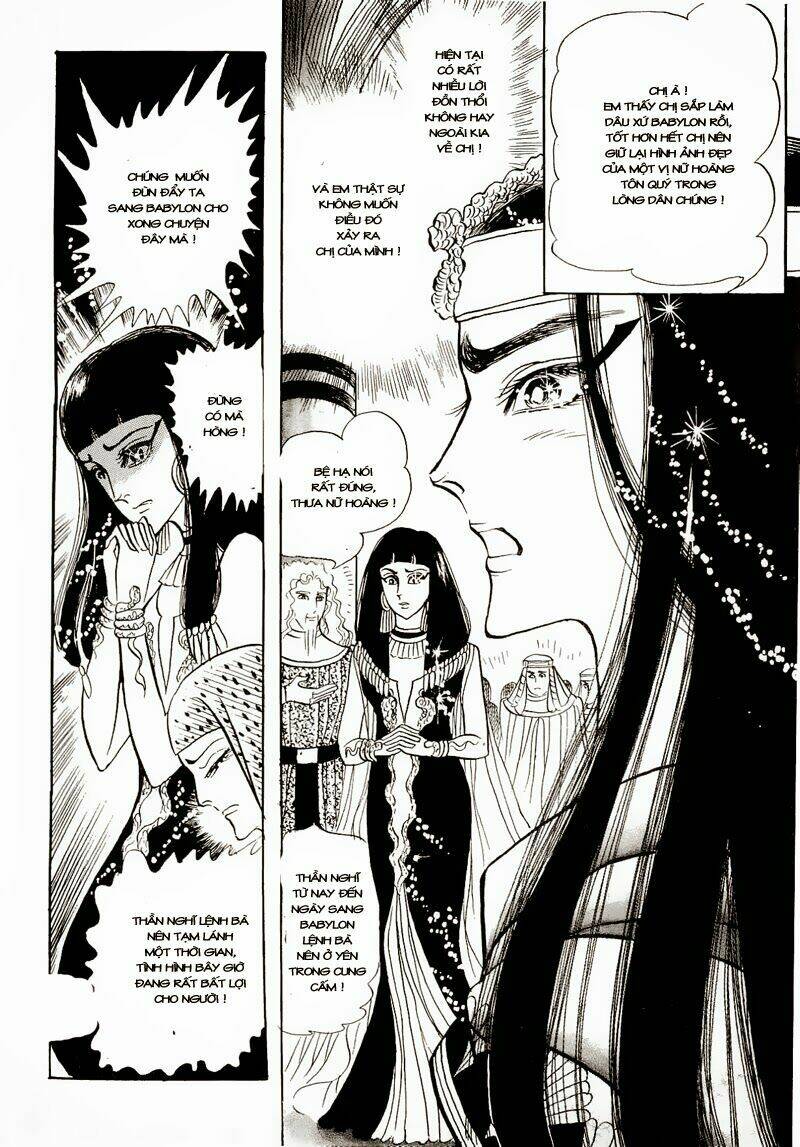 CHỊ À !
EM THẤY CHỊ SẮP LÀM
DÂU XỨ BABYLON RỒI,
TỐT HƠN HẾT CHỊ NÊN
GIỮ LẠI HÌNH ẢNH ĐẸP
CỦA MỘT VỊ NỮ HOÀNG
TÔN QUÝ TRONG
LÒNG DÂN CHÚNG !
HIỆN TẠI
CÓ RẤT
NHIỀU LỜI
ĐỒN THỔI
KHÔNG HAY
NGOÀI KIA
VỀ CHỊ !
VÀ EM THẬT SỰ
KHÔNG MUỐN
ĐIỀU ĐÓ
XẢY RA
CHỊ CỦA MÌNH !
BỆ HẠ NÓI
RẤT ĐÚNG,
THƯA NỮ HOÀNG !
THẦN NGHĨ
TỪ NAY ĐẾN
NGÀY SANG
BABYLON
LỆNH BÀ
NÊN Ở YÊN
TRONG CUNG
CẤM !
CHÚNG MUỐN
ĐÙN ĐẨY TA
SANG BABYLON CHO
XONG CHUYỆN
ĐÂY MÀ !
ĐỪNG
CÓ MÀ
HÒNG !
THẦN NGHĨ LỆNH BÀ
NÊN TẠM LÁNH
MỘT THỜI GIAN,
TÌNH HÌNH BÂY GIỜ
ĐANG RẤT BẤT LỢI
CHO NGƯỜI !